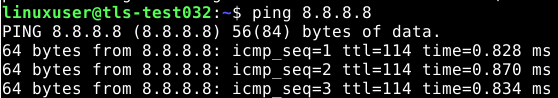 linuxuser@tls-test032:~$ ping 8.8.8.8
PING 8.8.8.8 (8.8.8.8) 56(84) bytes of data.
64 bytes from 8.8.8.8: icmp_seq=1 ttl=114 time=0.828 ms
64 bytes from 8.8.8.8: icmp_seq=2 ttl=114 time=0.870 ms
64 bytes from 8.8.8.8: icmp_seq=3 ttl=114 time=0.834 ms